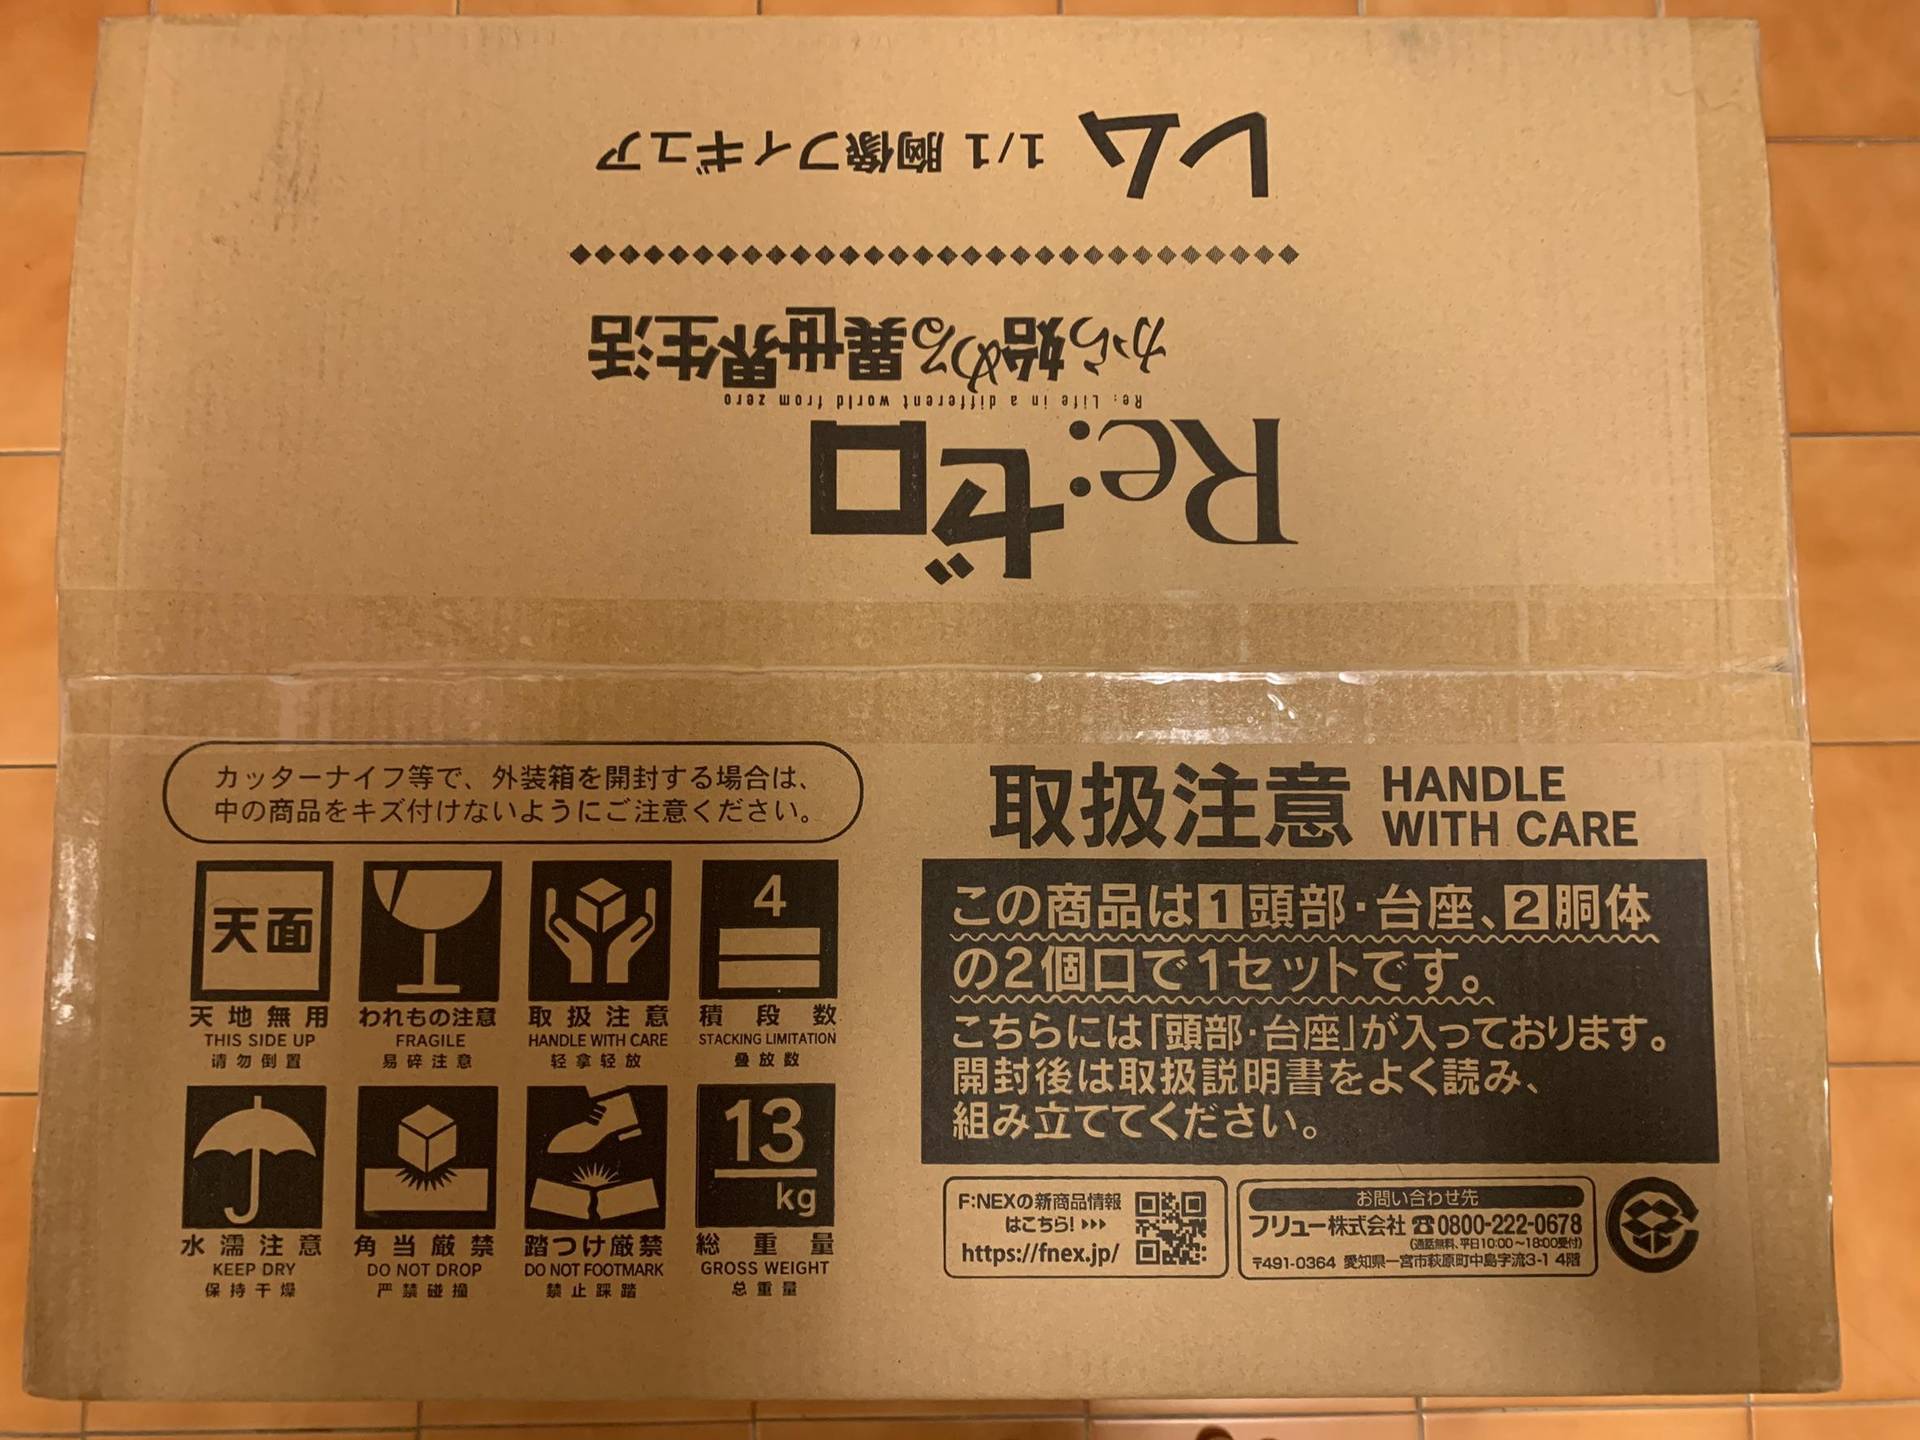 Re:ゼロ
Re: Life in a different world from zero
から始める異世界生活
レム 1/1 胸像フィギュア
カッターナイフ等で、外装箱を開封する場合は、
中の商品をキズ付けないようにご注意ください。
天面
天地無用
THIS SIDE UP
请勿倒置
われもの注意
FRAGILE
易碎注意
取扱注意
HANDLE WITH CARE
轻拿轻放
4
積段数
STACKING LIMITATION
叠放数
水濡注意
KEEP DRY
保持干燥
角当厳禁
DO NOT DROP
严禁碰撞
踏つけ厳禁
DO NOT FOOTMARK
禁止踩踏
13
kg
総重量
GROSS WEIGHT
总重量
取扱注意 HANDLE
WITH CARE
この商品は1頭部・台座、2胴体
の2個口で1セットです。
こちらには「頭部・台座」が入っております。
開封後は取扱説明書をよく読み、
組み立ててください。
F:NEXの新商品情報
はこちら!
https://fnex.jp/
お問い合わせ先
フリュー株式会社 ☎0800-222-0678
(通話無料、平日10:00~18:00受付)
〒491-0364 愛知県一宮市萩原町中島字流3-1 4階